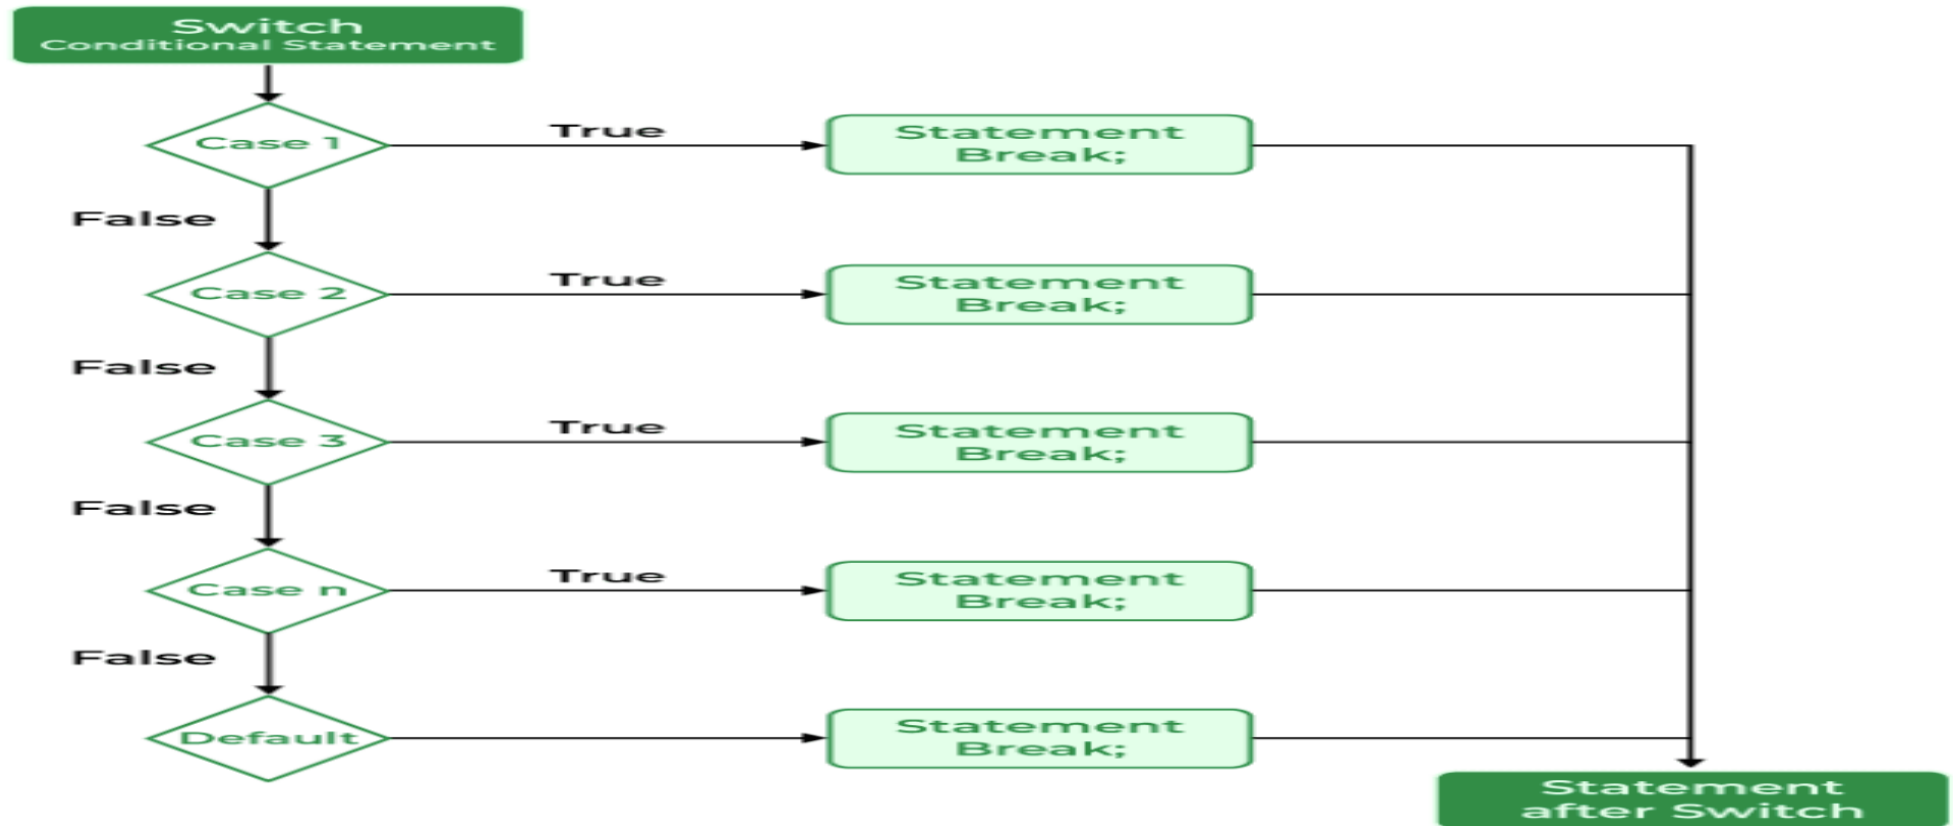 Switch
Conditional Statement
Case 1
True
Statement
Break;
False
Case 2
True
Statement
Break;
False
Case 3
True
Statement
Break;
False
Case n
True
Statement
Break;
False
Default
Statement
Break;
Statement
after Switch